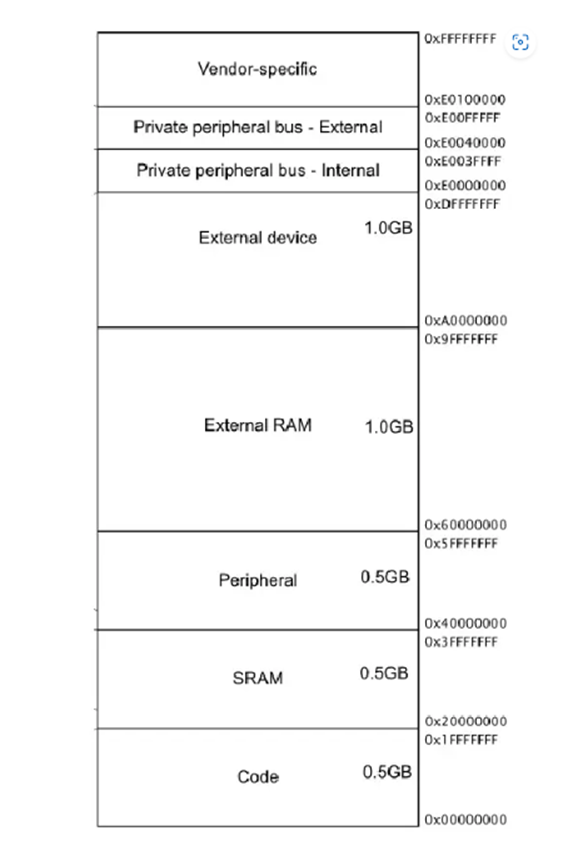 0xFFFFFFFF
Vendor-specific
0xE0100000
0xE00FFFFF
Private peripheral bus - External
0xE0040000
0xE003FFFF
Private peripheral bus - Internal
0xE0000000
0xDFFFFFFF
External device 1.0GB
0xA0000000
0x9FFFFFFF
External RAM 1.0GB
0x60000000
0x5FFFFFFF
Peripheral 0.5GB
0x40000000
0x3FFFFFFF
SRAM 0.5GB
0x20000000
0x1FFFFFFF
Code 0.5GB
0x00000000